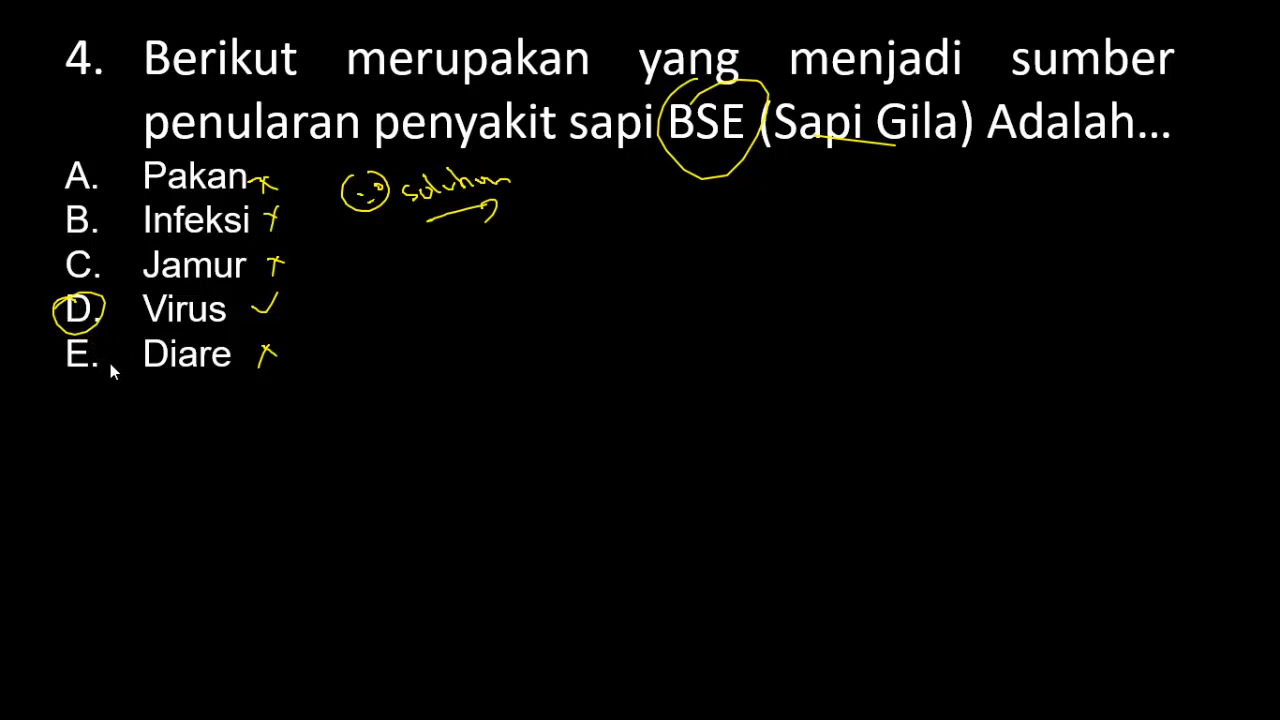 4. Berikut merupakan yang menjadi sumber
penularan penyakit sapi BSE (Sapi Gila) Adalah...
A. Pakan
B. Infeksi
C. Jamur
D. Virus
E. Diare